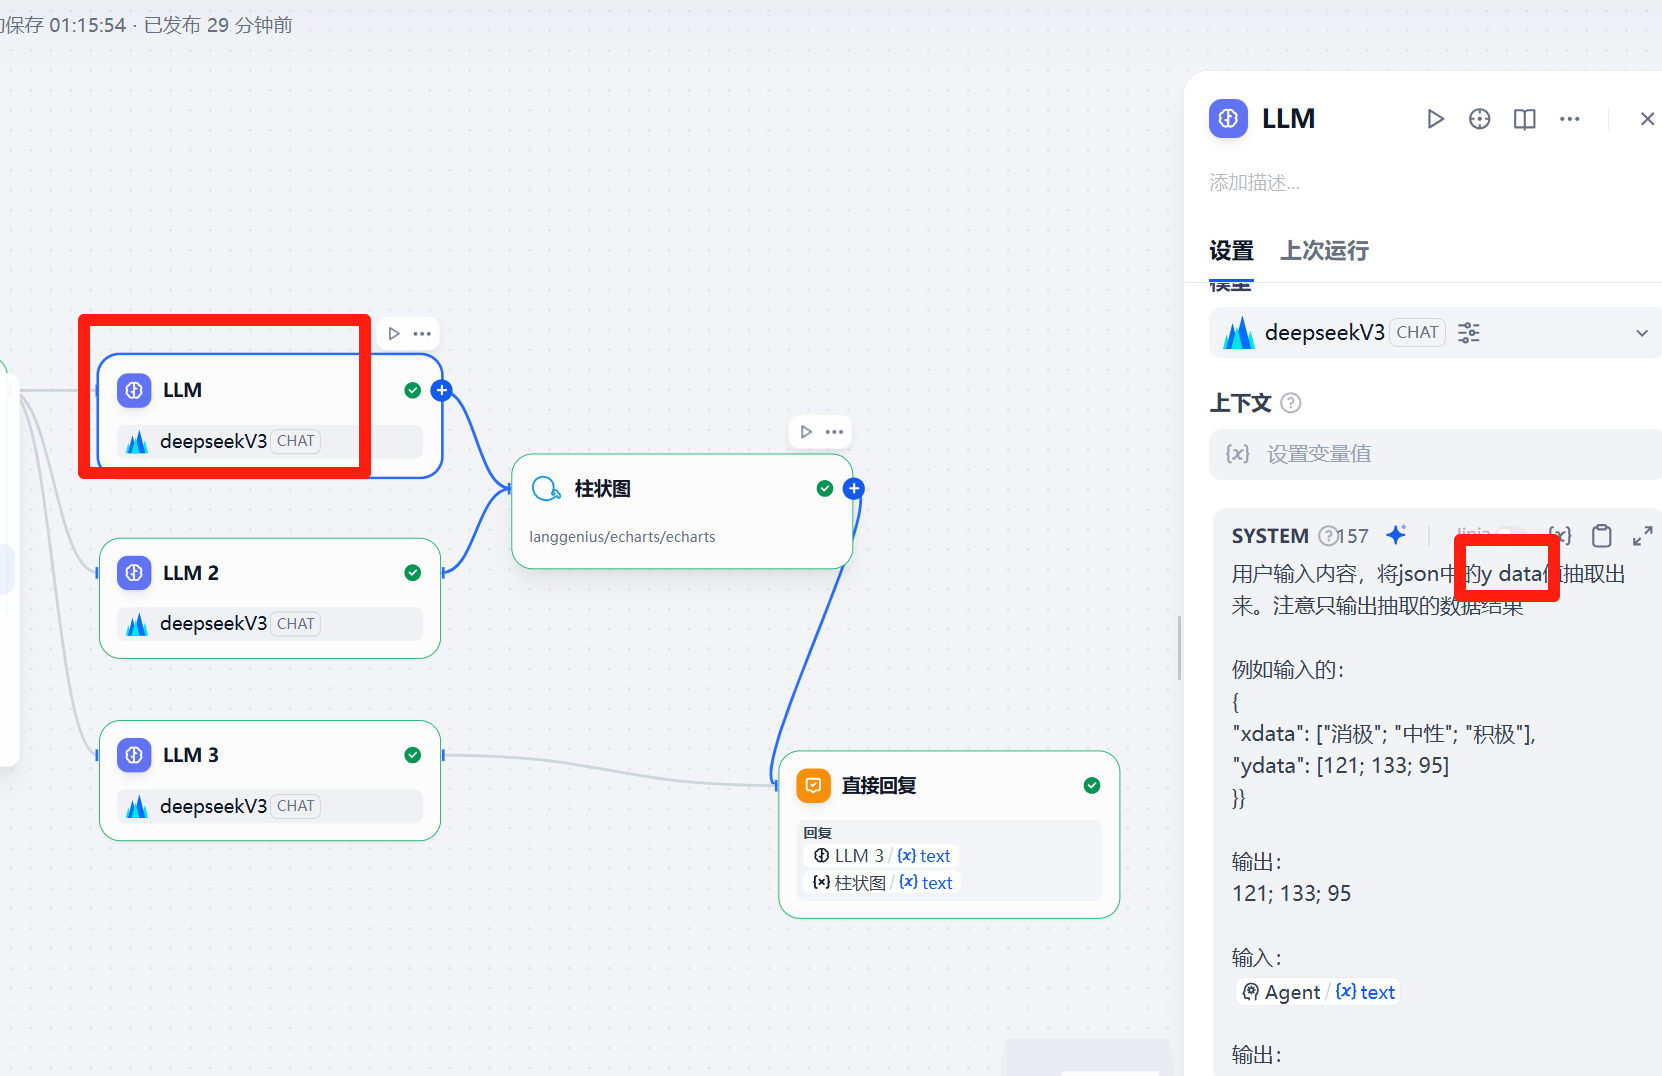 保存 01:15:54 · 已发布 29 分钟前
LLM
deepseekV3 CHAT
LLM 2
deepseekV3 CHAT
LLM 3
deepseekV3 CHAT
柱状图
langgenius/echarts/echarts
直接回复
回复
LLM 3 / {x} text
{x} 柱状图 / {x} text
LLM
添加描述...
设置 上次运行
模型
deepseekV3 CHAT
上下文 ?
{x} 设置变量值
SYSTEM ? 157 {x}
用户输入内容，将json中的y data值抽取出
来。注意只输出抽取的数据结束
例如输入的：
{
"xdata": ["消极"; "中性"; "积极"],
"ydata": [121; 133; 95]
}}
输出：
121; 133; 95
输入：
Agent / {x} text
输出：